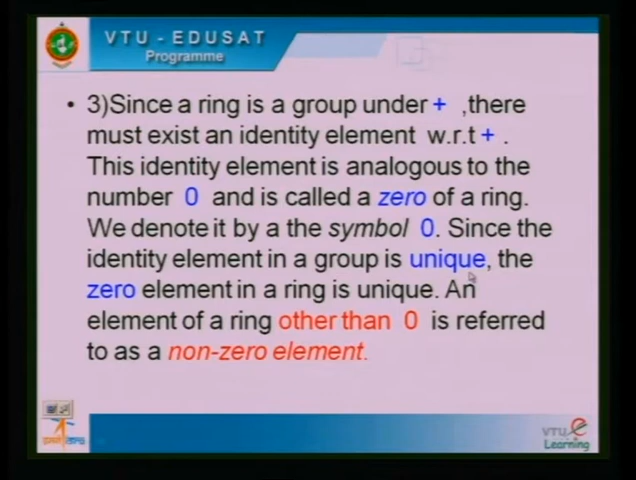 VTU - EDUSAT
Programme
• 3)Since a ring is a group under + ,there
must exist an identity element w.r.t + .
This identity element is analogous to the
number 0 and is called a zero of a ring.
We denote it by a the symbol 0. Since the
identity element in a group is unique, the
zero element in a ring is unique. An
element of a ring other than 0 is referred
to as a non-zero element.
VTU e
Learning